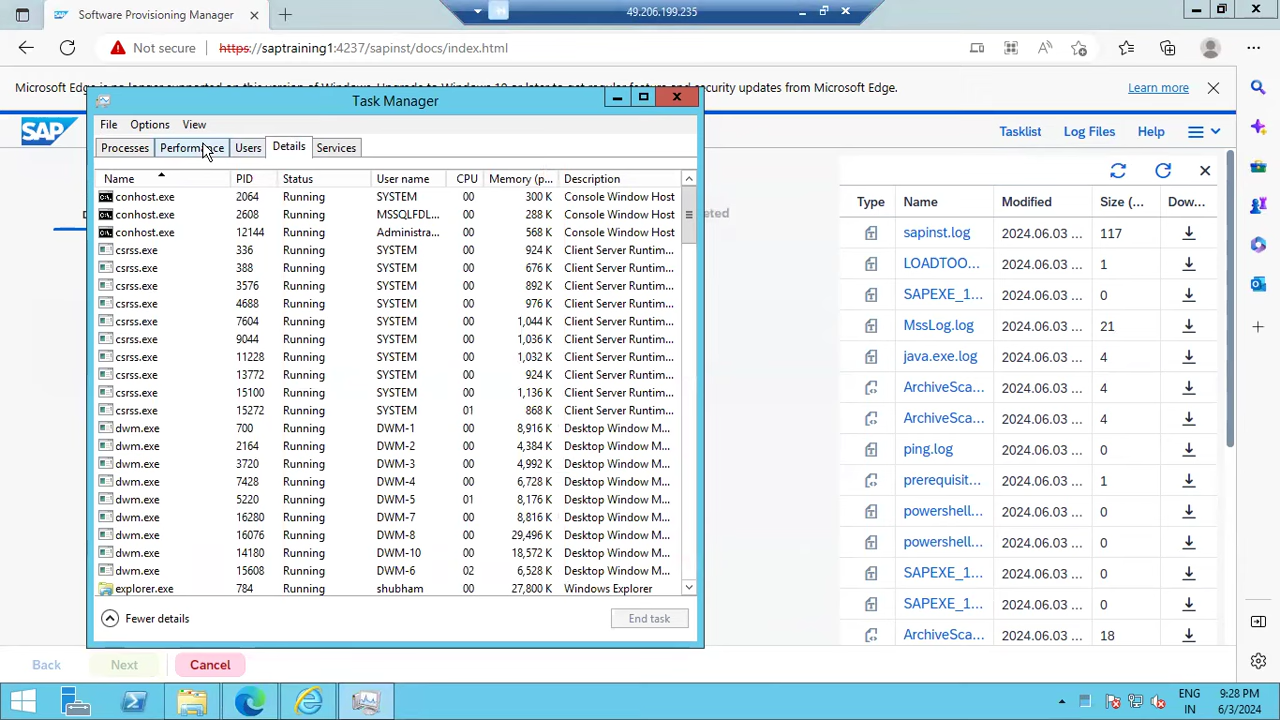 Software Provisioning Manager
49.206.199.235
Not secure
https://saptraining1:4237/sapinst/docs/index.html
Learn more
Task Manager
SAP
Tasklist
Log Files
Help
File
Options
View
Processes
Performance
Users
Details
Services
Name PID Status User name CPU Memory (p... Description
conhost.exe 2064 Running SYSTEM 00 300 K Console Window Host
conhost.exe 2608 Running MSSQLFDL... 00 288 K Console Window Host
conhost.exe 12144 Running Administra... 00 568 K Console Window Host
csrss.exe 336 Running SYSTEM 00 924 K Client Server Runtim...
csrss.exe 388 Running SYSTEM 00 676 K Client Server Runtim...
csrss.exe 3576 Running SYSTEM 00 892 K Client Server Runtim...
csrss.exe 4688 Running SYSTEM 00 976 K Client Server Runtim...
csrss.exe 7604 Running SYSTEM 00 1,044 K Client Server Runtim...
csrss.exe 9044 Running SYSTEM 00 1,036 K Client Server Runtim...
csrss.exe 11228 Running SYSTEM 00 1,032 K Client Server Runtim...
csrss.exe 13772 Running SYSTEM 00 924 K Client Server Runtim...
csrss.exe 15100 Running SYSTEM 00 1,136 K Client Server Runtim...
csrss.exe 15272 Running SYSTEM 01 868 K Client Server Runtim...
dwm.exe 700 Running DWM-1 00 8,916 K Desktop Window M...
dwm.exe 2164 Running DWM-2 00 4,384 K Desktop Window M...
dwm.exe 3720 Running DWM-3 00 4,992 K Desktop Window M...
dwm.exe 7428 Running DWM-4 00 6,728 K Desktop Window M...
dwm.exe 5220 Running DWM-5 01 8,176 K Desktop Window M...
dwm.exe 16280 Running DWM-7 00 8,816 K Desktop Window M...
dwm.exe 16076 Running DWM-8 00 29,496 K Desktop Window M...
dwm.exe 14180 Running DWM-10 00 18,572 K Desktop Window M...
dwm.exe 15608 Running DWM-6 02 6,528 K Desktop Window M...
explorer.exe 784 Running shubham 00 27,800 K Windows Explorer
Fewer details
End task
Type Name Modified Size (... Dow...
sapinst.log 2024.06.03 ... 117
LOADTOO... 2024.06.03 ... 1
SAPEXE_1... 2024.06.03 ... 0
MssLog.log 2024.06.03 ... 21
java.exe.log 2024.06.03 ... 4
ArchiveSca... 2024.06.03 ... 4
ArchiveSca... 2024.06.03 ... 4
ping.log 2024.06.03 ... 0
prerequisit... 2024.06.03 ... 1
powershell... 2024.06.03 ... 0
powershell... 2024.06.03 ... 0
SAPEXE_1... 2024.06.03 ... 0
SAPEXE_1... 2024.06.03 ... 0
ArchiveSca... 2024.06.03 ... 18
Back
Next
Cancel
ENG
IN
9:28 PM
6/3/2024